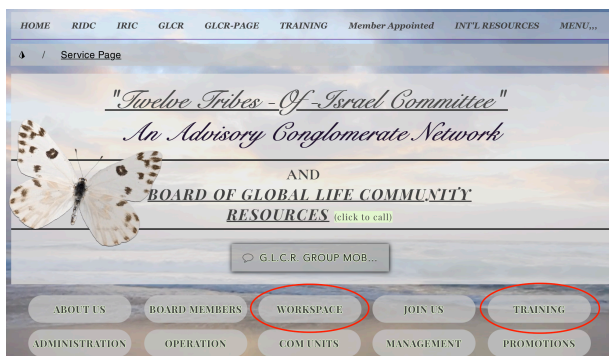 HOME RIDC IRIC GLCR GLCR-PAGE TRAINING Member Appointed INT'L RESOURCES MENU,,,
/ Service Page
"Twelve Tribes -Of-Israel Committee"
An Advisory Conglomerate Network
AND
BOARD OF GLOBAL LIFE COMMUNITY
RESOURCES (click to call)
G.L.C.R. GROUP MOB...
ABOUT US BOARD MEMBERS WORKSPACE JOIN US TRAINING
ADMINISTRATION OPERATION COM UNITS MANAGEMENT PROMOTIONS